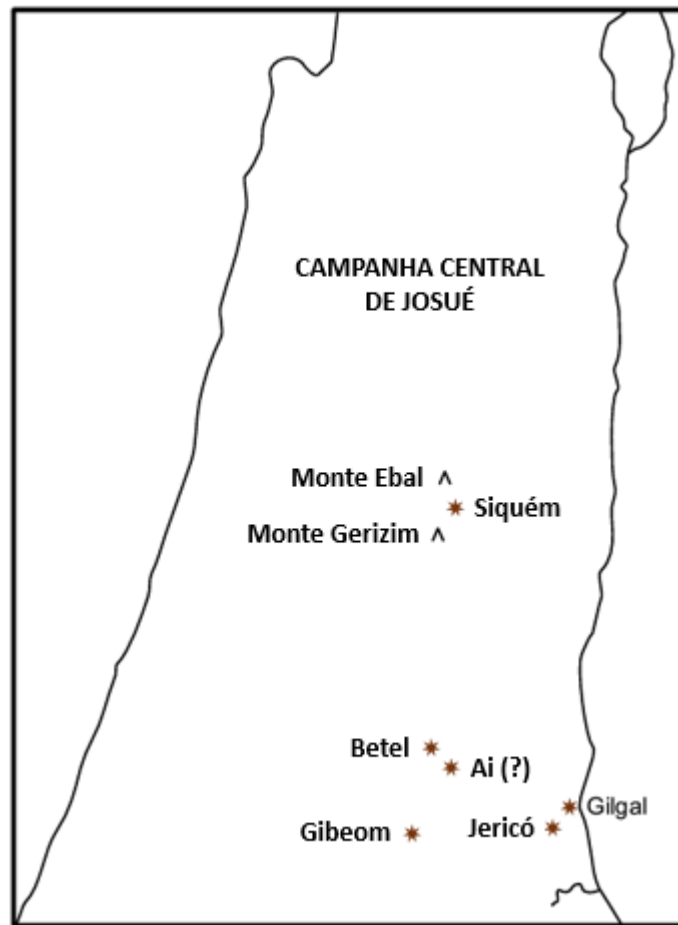 CAMPANHA CENTRAL
DE JOSUÉ
Monte Ebal
Siquém
Monte Gerizim
Betel
Ai (?)
Gilgal
Gibeom
Jericó